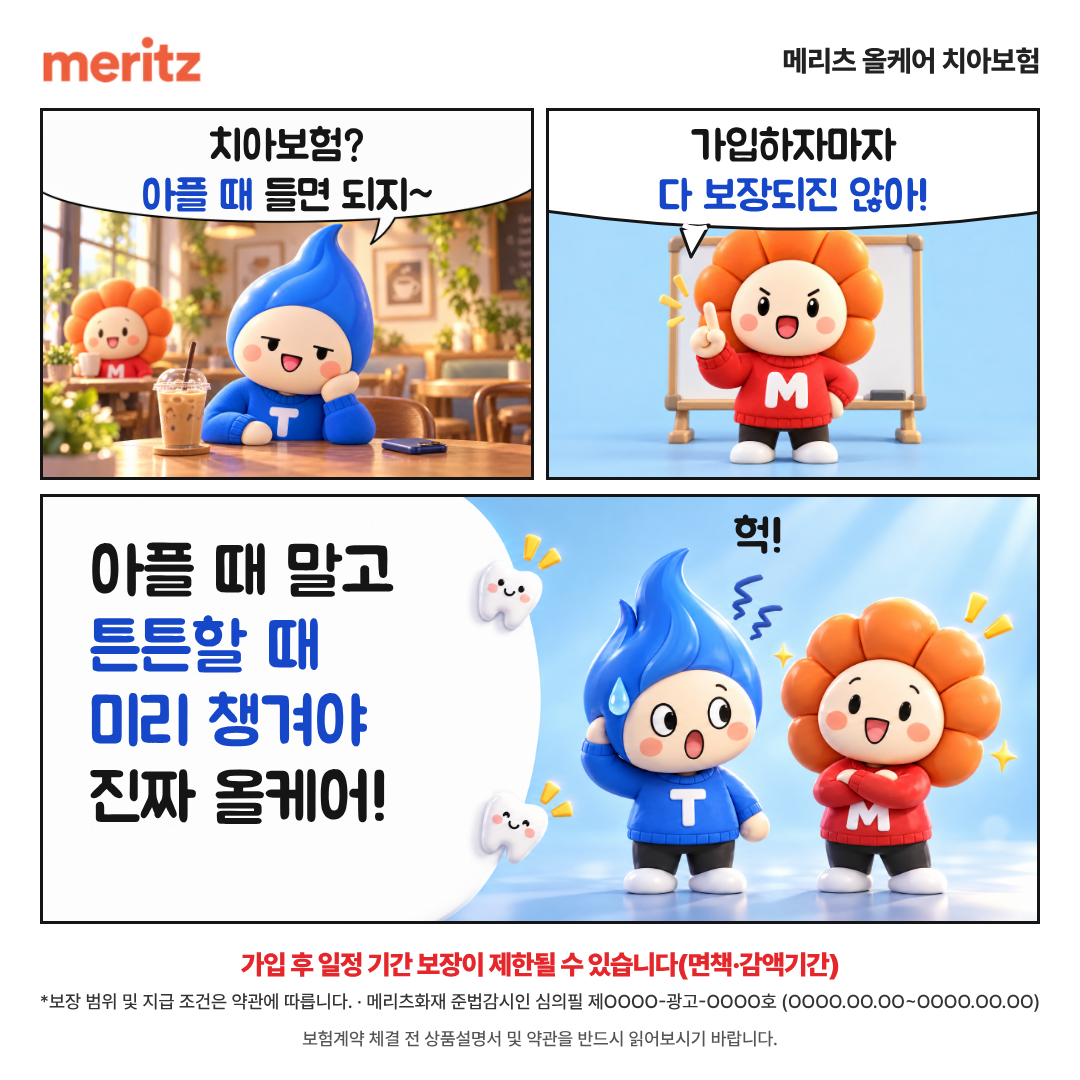 meritz
메리츠 올케어 치아보험
치아보험?
아플 때 들면 되지~
가입하자마자
다 보장되진 않아!
M
T
M
아플 때 말고
튼튼할 때
미리 챙겨야
진짜 올케어!
헉!
T
M
가입 후 일정 기간 보장이 제한될 수 있습니다(면책·감액기간)
*보장 범위 및 지급 조건은 약관에 따릅니다. · 메리츠화재 준법감시인 심의필 제OOOO-광고-OOOO호 (OOOO.OO.OO~OOOO.OO.OO)
보험계약 체결 전 상품설명서 및 약관을 반드시 읽어보시기 바랍니다.